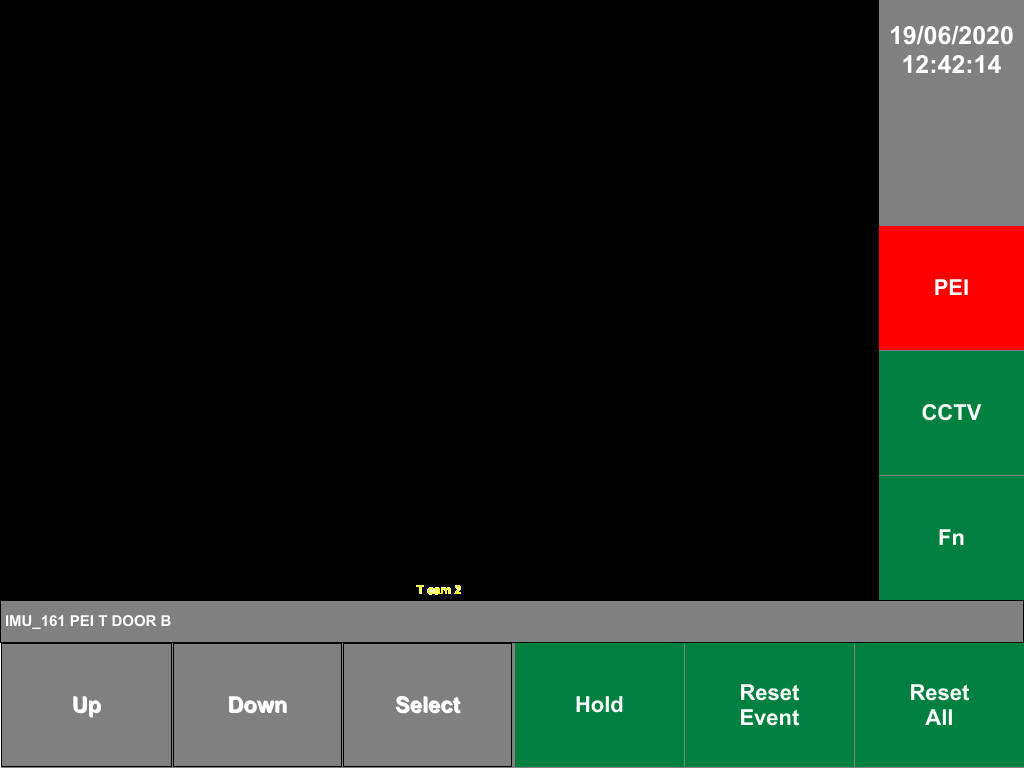 19/06/2020
12:42:14
PEI
CCTV
Fn
Team 2
IMU_161 PEI T DOOR B
Up
Down
Select
Hold
Reset
Event
Reset
All